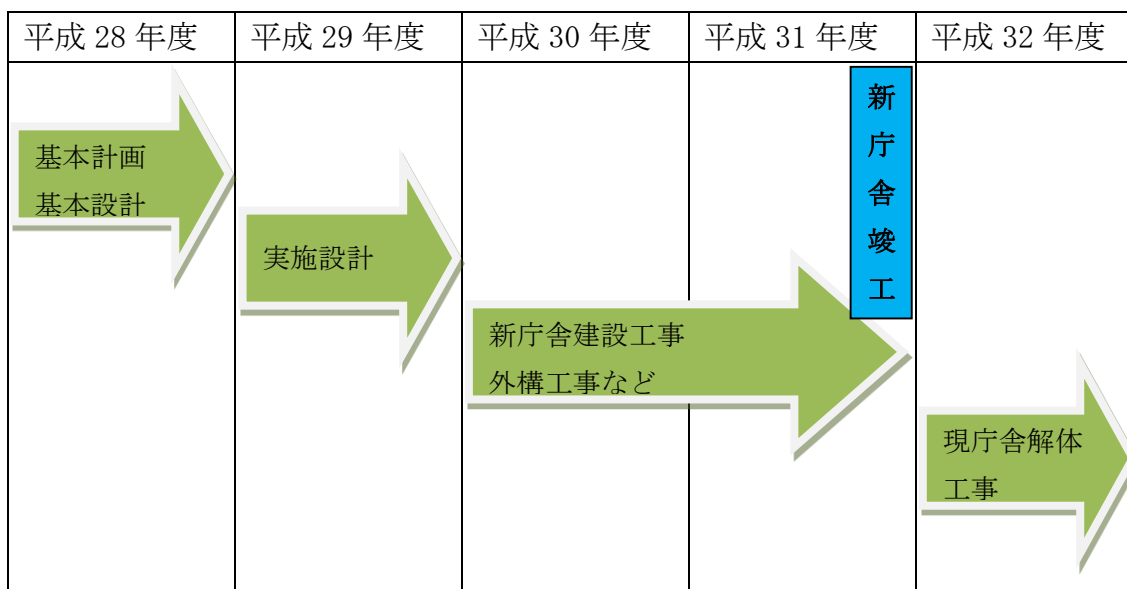 平成 28 年度
平成 29 年度
平成 30 年度
平成 31 年度
平成 32 年度
基本計画
基本設計
実施設計
新庁舎建設工事
外構工事など
新庁舎竣工
現庁舎解体
工事